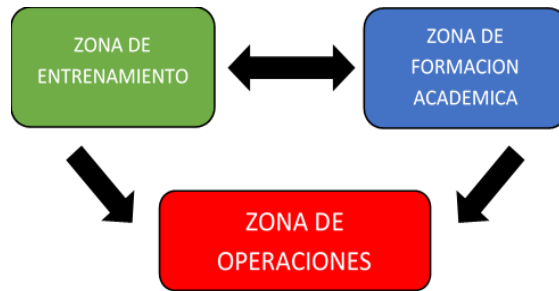 ZONA DE
ENTRENAMIENTO
ZONA DE
FORMACION
ACADEMICA
ZONA DE
OPERACIONES